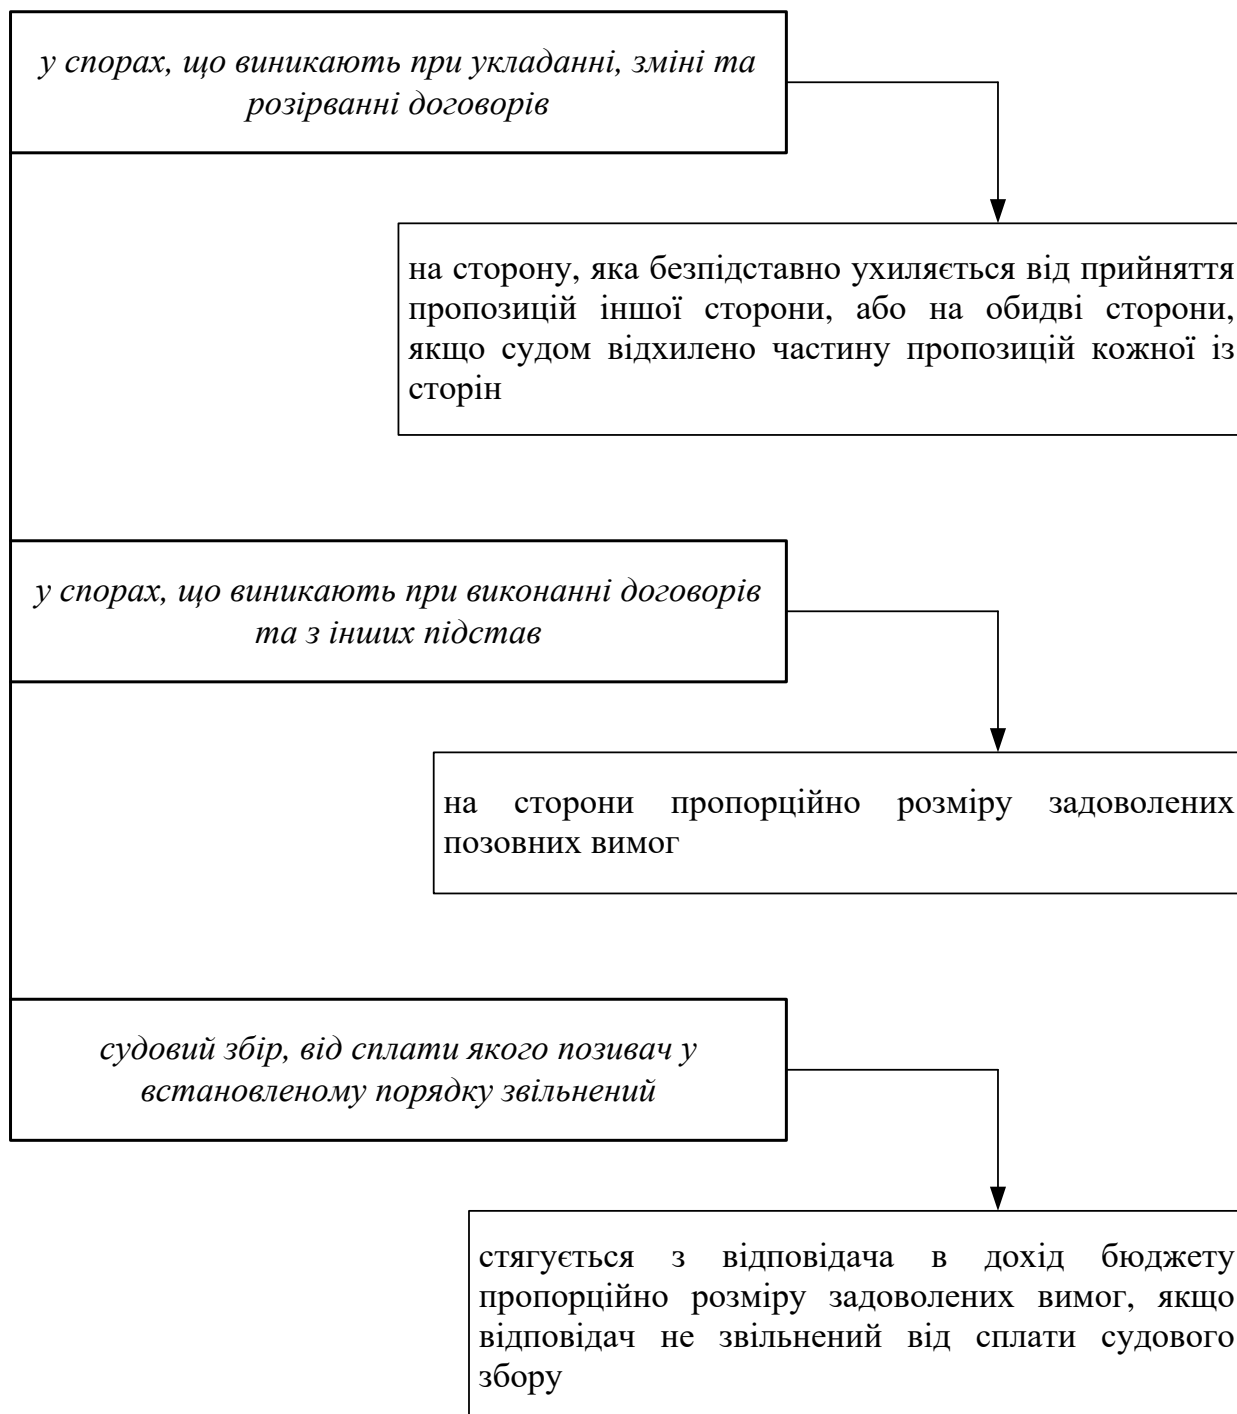 у спорах, що виникають при укладанні, зміні та
розірванні договорів
на сторону, яка безпідставно ухиляється від прийняття
пропозицій іншої сторони, або на обидві сторони,
якщо судом відхилено частину пропозицій кожної із
сторін
у спорах, що виникають при виконанні договорів
та з інших підстав
на сторони пропорційно розміру задоволених
позовних вимог
судовий збір, від сплати якого позивач у
встановленому порядку звільнений
стягується з відповідача в дохід бюджету
пропорційно розміру задоволених вимог, якщо
відповідач не звільнений від сплати судового
збору